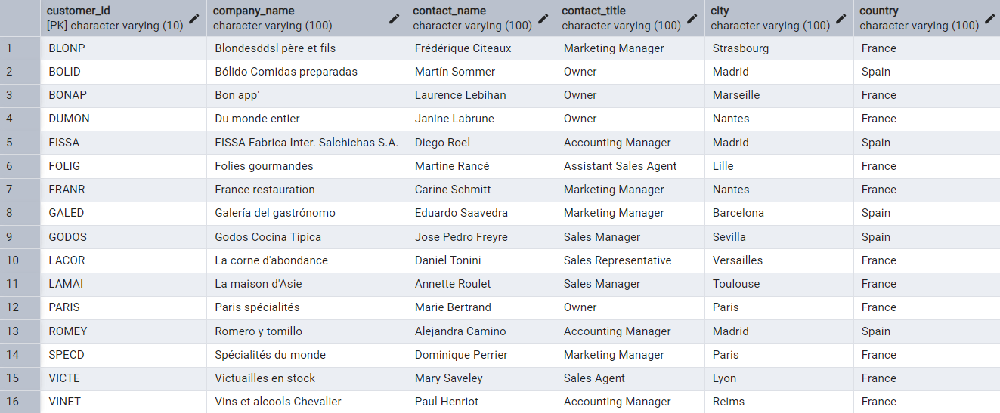 customer_id company_name contact_name contact_title city country
[PK] character varying (10) character varying (100) character varying (100) character varying (100) character varying (100) character varying (100)
1 BLONP Blondesddsl père et fils Frédérique Citeaux Marketing Manager Strasbourg France
2 BOLID Bólido Comidas preparadas Martín Sommer Owner Madrid Spain
3 BONAP Bon app' Laurence Lebihan Owner Marseille France
4 DUMON Du monde entier Janine Labrune Owner Nantes France
5 FISSA FISSA Fabrica Inter. Salchichas S.A. Diego Roel Accounting Manager Madrid Spain
6 FOLIG Folies gourmandes Martine Rancé Assistant Sales Agent Lille France
7 FRANR France restauration Carine Schmitt Marketing Manager Nantes France
8 GALED Galería del gastrónomo Eduardo Saavedra Marketing Manager Barcelona Spain
9 GODOS Godos Cocina Típica Jose Pedro Freyre Sales Manager Sevilla Spain
10 LACOR La corne d'abondance Daniel Tonini Sales Representative Versailles France
11 LAMAI La maison d'Asie Annette Roulet Sales Manager Toulouse France
12 PARIS Paris spécialités Marie Bertrand Owner Paris France
13 ROMEY Romero y tomillo Alejandra Camino Accounting Manager Madrid Spain
14 SPECD Spécialités du monde Dominique Perrier Marketing Manager Paris France
15 VICTE Victuailles en stock Mary Saveley Sales Agent Lyon France
16 VINET Vins et alcools Chevalier Paul Henriot Accounting Manager Reims France